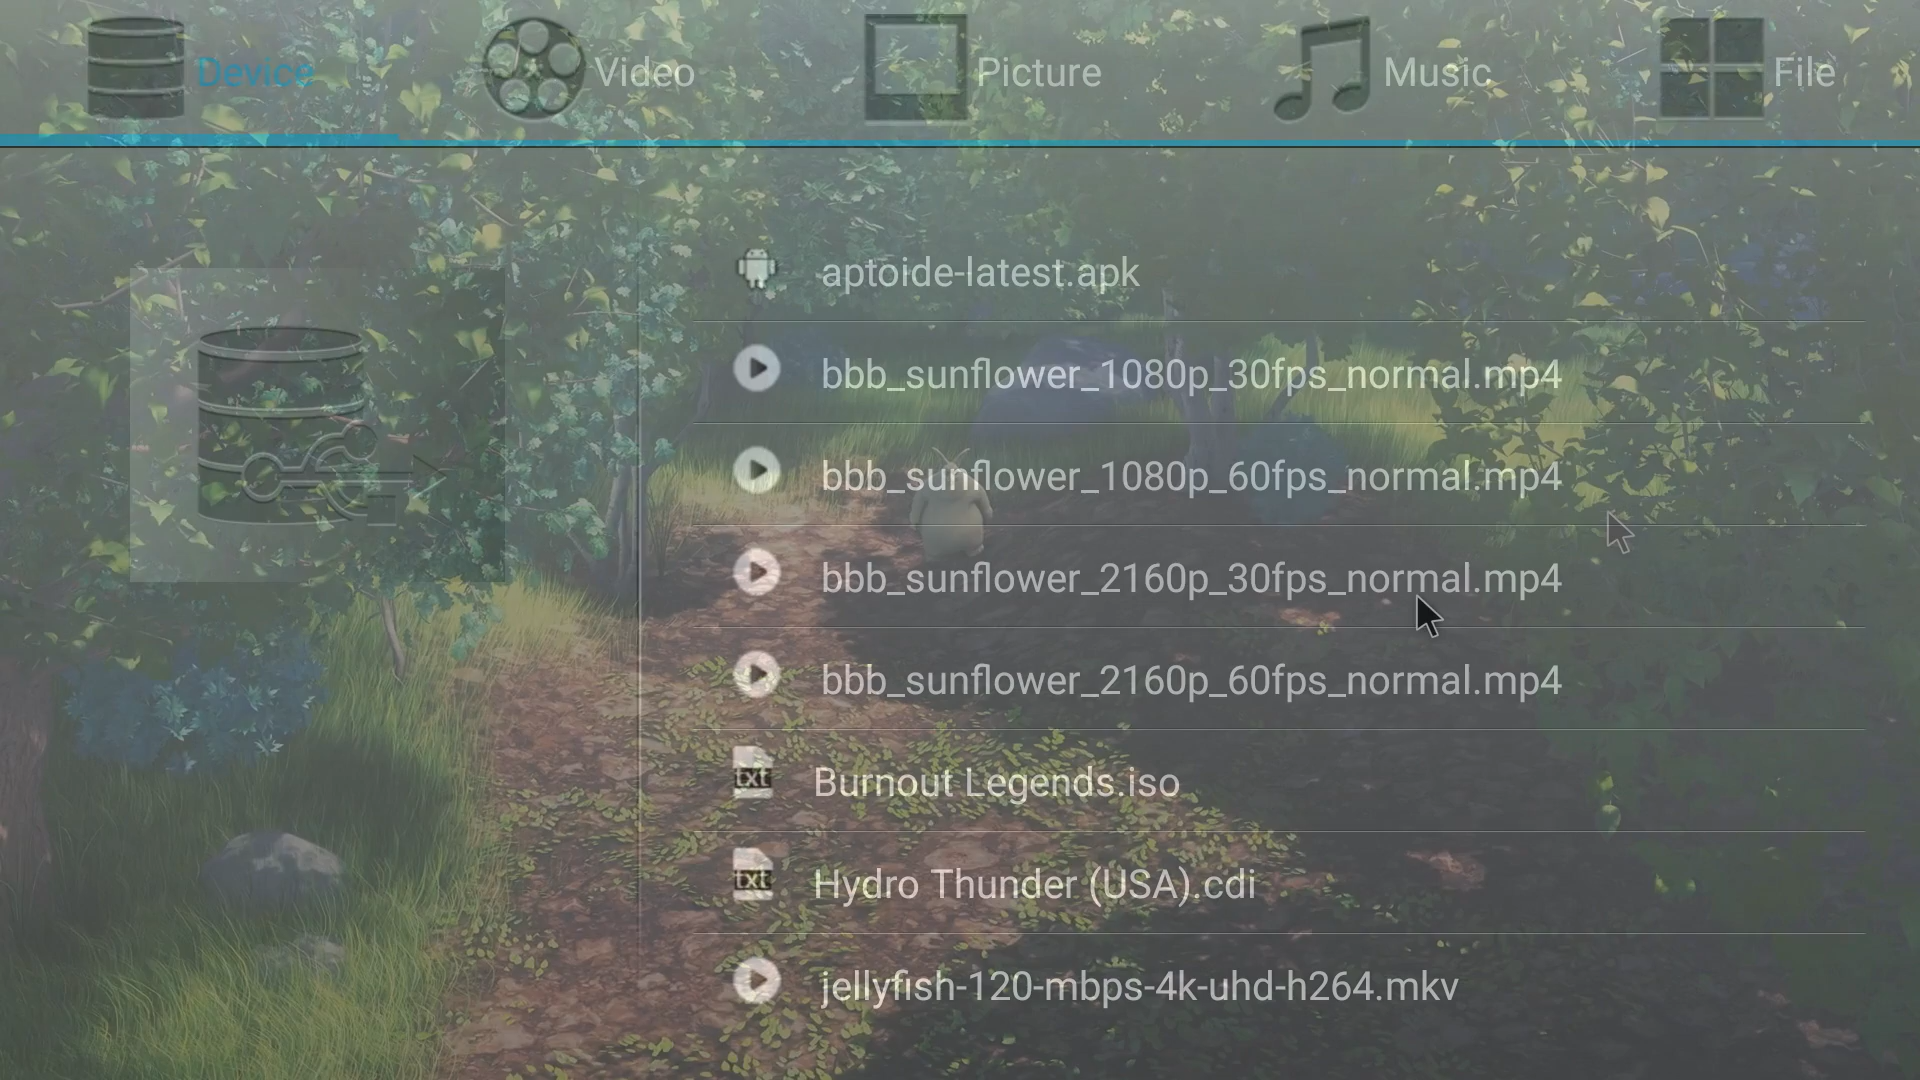 Device
Video
Picture
Music
File
aptoide-latest.apk
bbb_sunflower_1080p_30fps_normal.mp4
bbb_sunflower_1080p_60fps_normal.mp4
bbb_sunflower_2160p_30fps_normal.mp4
bbb_sunflower_2160p_60fps_normal.mp4
txt Burnout Legends.iso
txt Hydro Thunder (USA).cdi
jellyfish-120-mbps-4k-uhd-h264.mkv